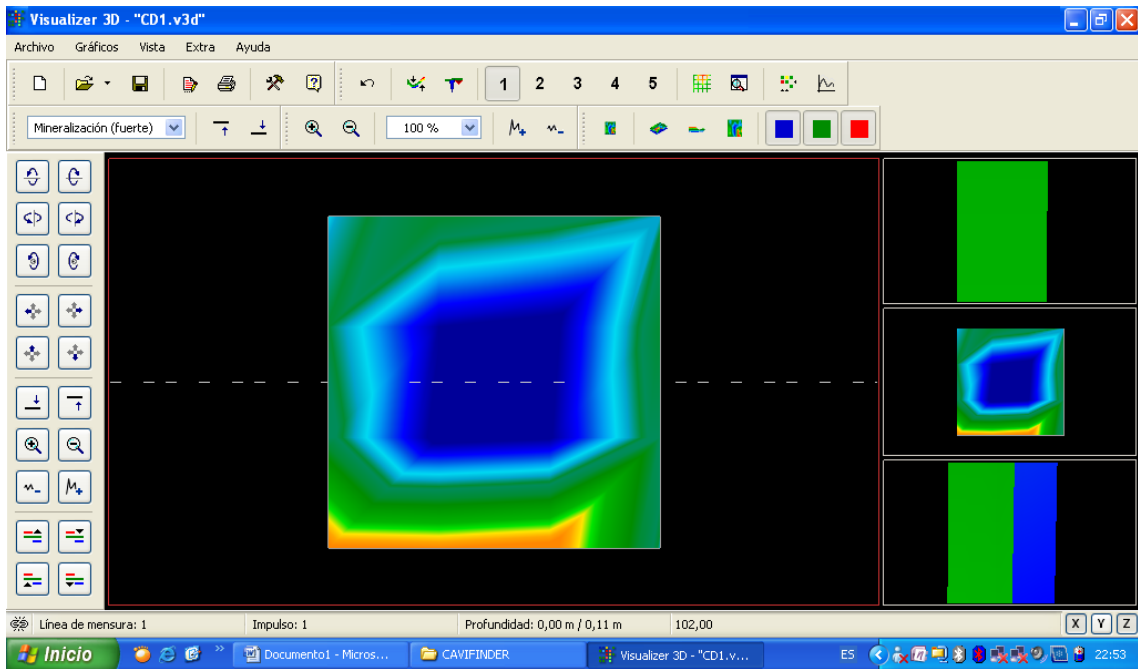 Visualizer 3D - "CD1.v3d"
Archivo Gráficos Vista Extra Ayuda
1 2 3 4 5
Mineralización (fuerte) 100 %
Línea de mensura: 1 Impulso: 1 Profundidad: 0,00 m / 0,11 m 102,00 X Y Z
Inicio Documento1 - Micros... CAVIFINDER Visualizer 3D - "CD1.v... ES 22:53